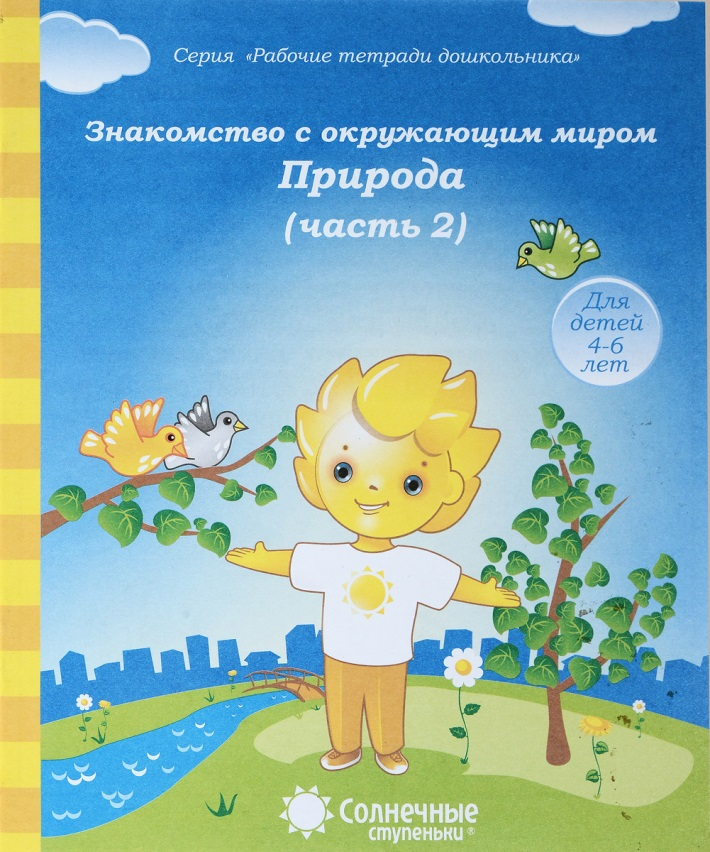 Серия «Рабочие тетради дошкольника»
Знакомство с окружающим миром
Природа
(часть 2)
Для
детей
4-6
лет
Солнечные
ступеньки®